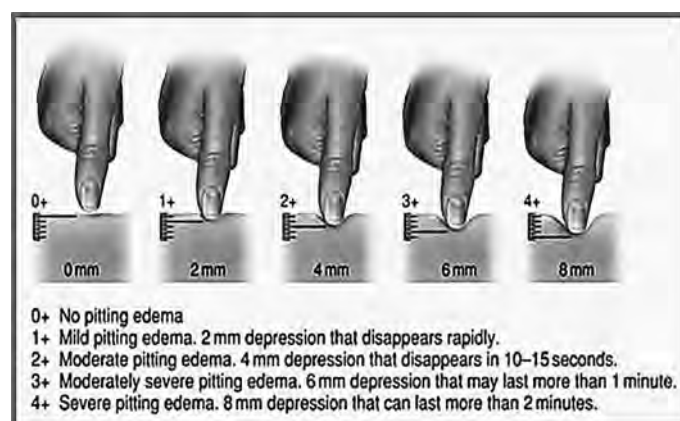 0+ 1+ 2+ 3+ 4+
0 mm 2 mm 4 mm 6 mm 8 mm
0+ No pitting edema
1+ Mild pitting edema. 2 mm depression that disappears rapidly.
2+ Moderate pitting edema. 4 mm depression that disappears in 10–15 seconds.
3+ Moderately severe pitting edema. 6 mm depression that may last more than 1 minute.
4+ Severe pitting edema. 8 mm depression that can last more than 2 minutes.